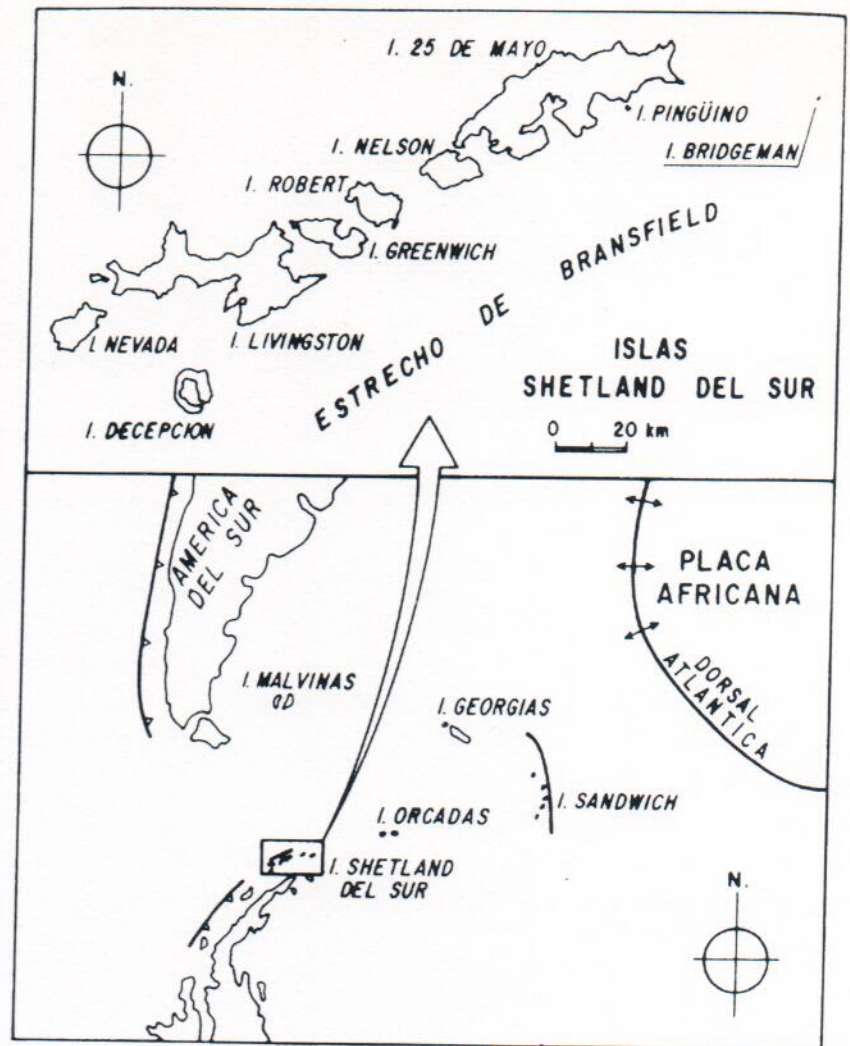 I. 25 DE MAYO
N.
I. PINGÜINO
I. NELSON
I. BRIDGEMAN
I. ROBERT
I. GREENWICH
I. NEVADA
I. LIVINGSTON
ESTRECHO DE BRANSFIELD
ISLAS
SHETLAND DEL SUR
0 20 km
I. DECEPCION
AMERICA
DEL SUR
PLACA
AFRICANA
I. MALVINAS
DORSAL
ATLANTICA
I. GEORGIAS
I. SANDWICH
I. ORCADAS
I. SHETLAND
DEL SUR
N.